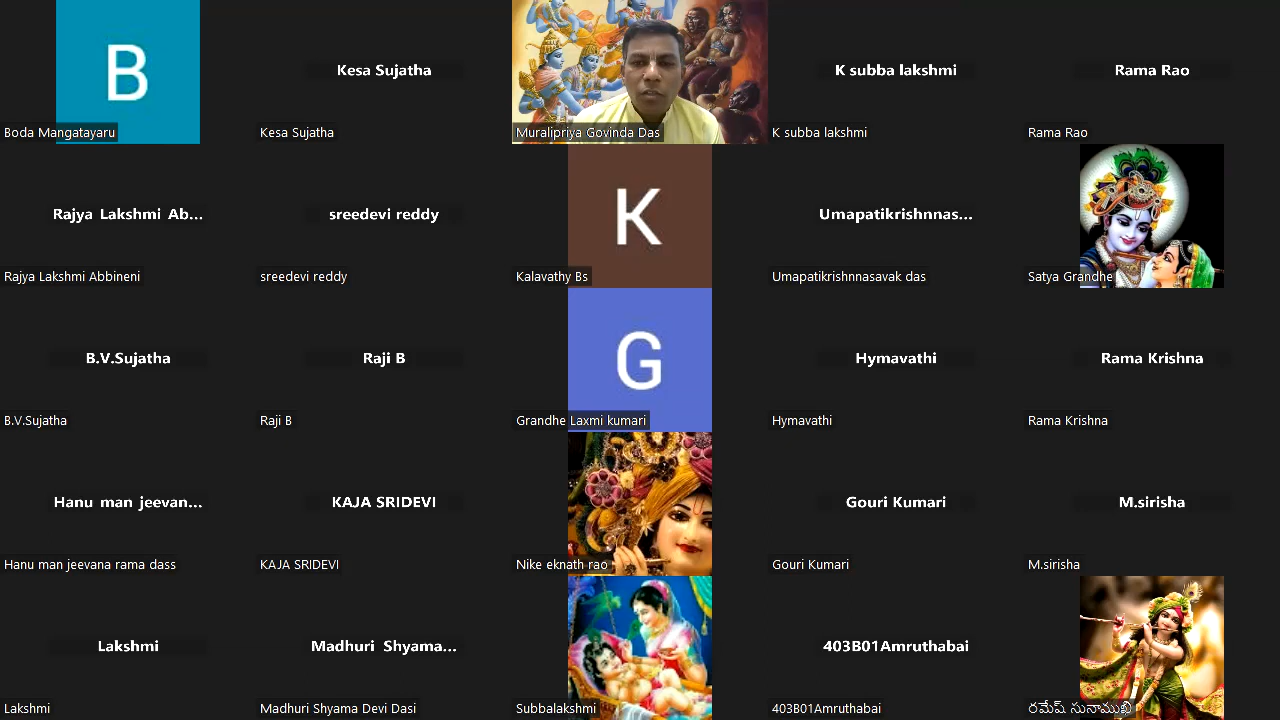 B
Boda Mangatayaru
Kesa Sujatha
Kesa Sujatha
Muralipriya Govinda Das
K subba lakshmi
K subba lakshmi
Rama Rao
Rama Rao
Rajya Lakshmi Ab...
Rajya Lakshmi Abbineni
sreedevi reddy
sreedevi reddy
K
Kalavathy Bs
Umapatikrishnnas...
Umapatikrishnnasavak das
Satya Grandhe
B.V.Sujatha
B.V.Sujatha
Raji B
Raji B
G
Grandhe Laxmi kumari
Hymavathi
Hymavathi
Rama Krishna
Rama Krishna
Hanu man jeevan...
Hanu man jeevana rama dass
KAJA SRIDEVI
KAJA SRIDEVI
Nike eknath rao
Gouri Kumari
Gouri Kumari
M.sirisha
M.sirisha
Lakshmi
Lakshmi
Madhuri Shyama...
Madhuri Shyama Devi Dasi
Subbalakshmi
403B01Amruthabai
403B01Amruthabai
రమేష్ సునాముఖి